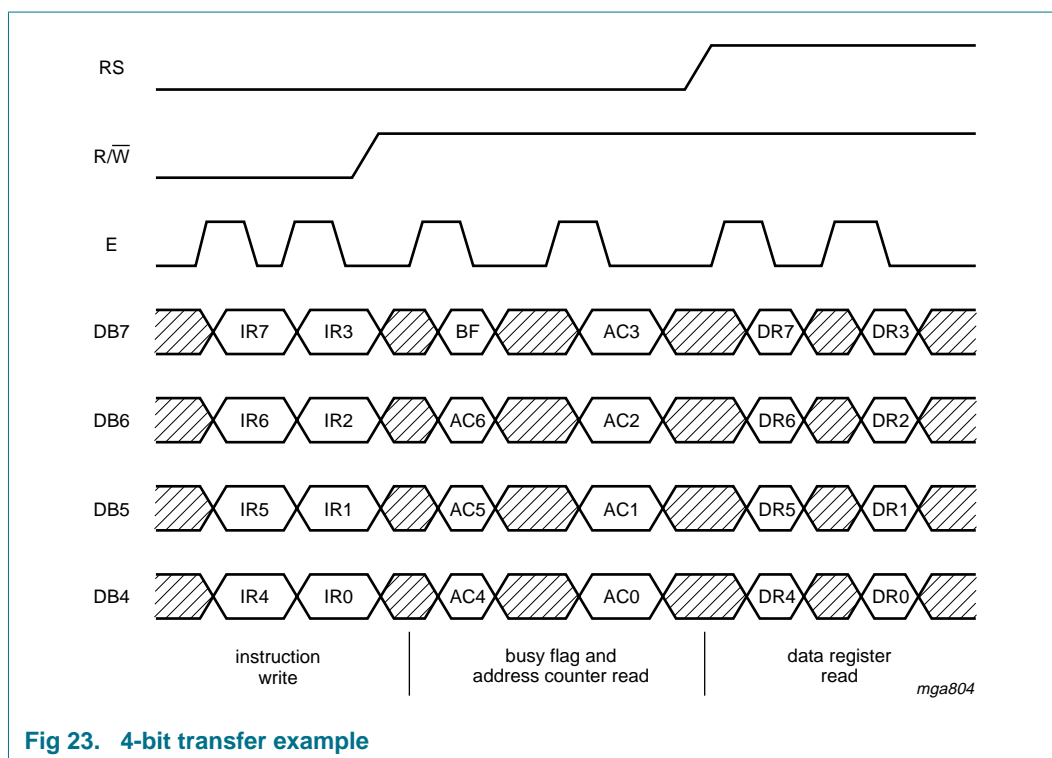 RS
R/W̅
E
DB7 IR7 IR3 BF AC3 DR7 DR3
DB6 IR6 IR2 AC6 AC2 DR6 DR2
DB5 IR5 IR1 AC5 AC1 DR5 DR1
DB4 IR4 IR0 AC4 AC0 DR4 DR0
instruction
write
busy flag and
address counter read
data register
read
mga804
Fig 23. 4-bit transfer example